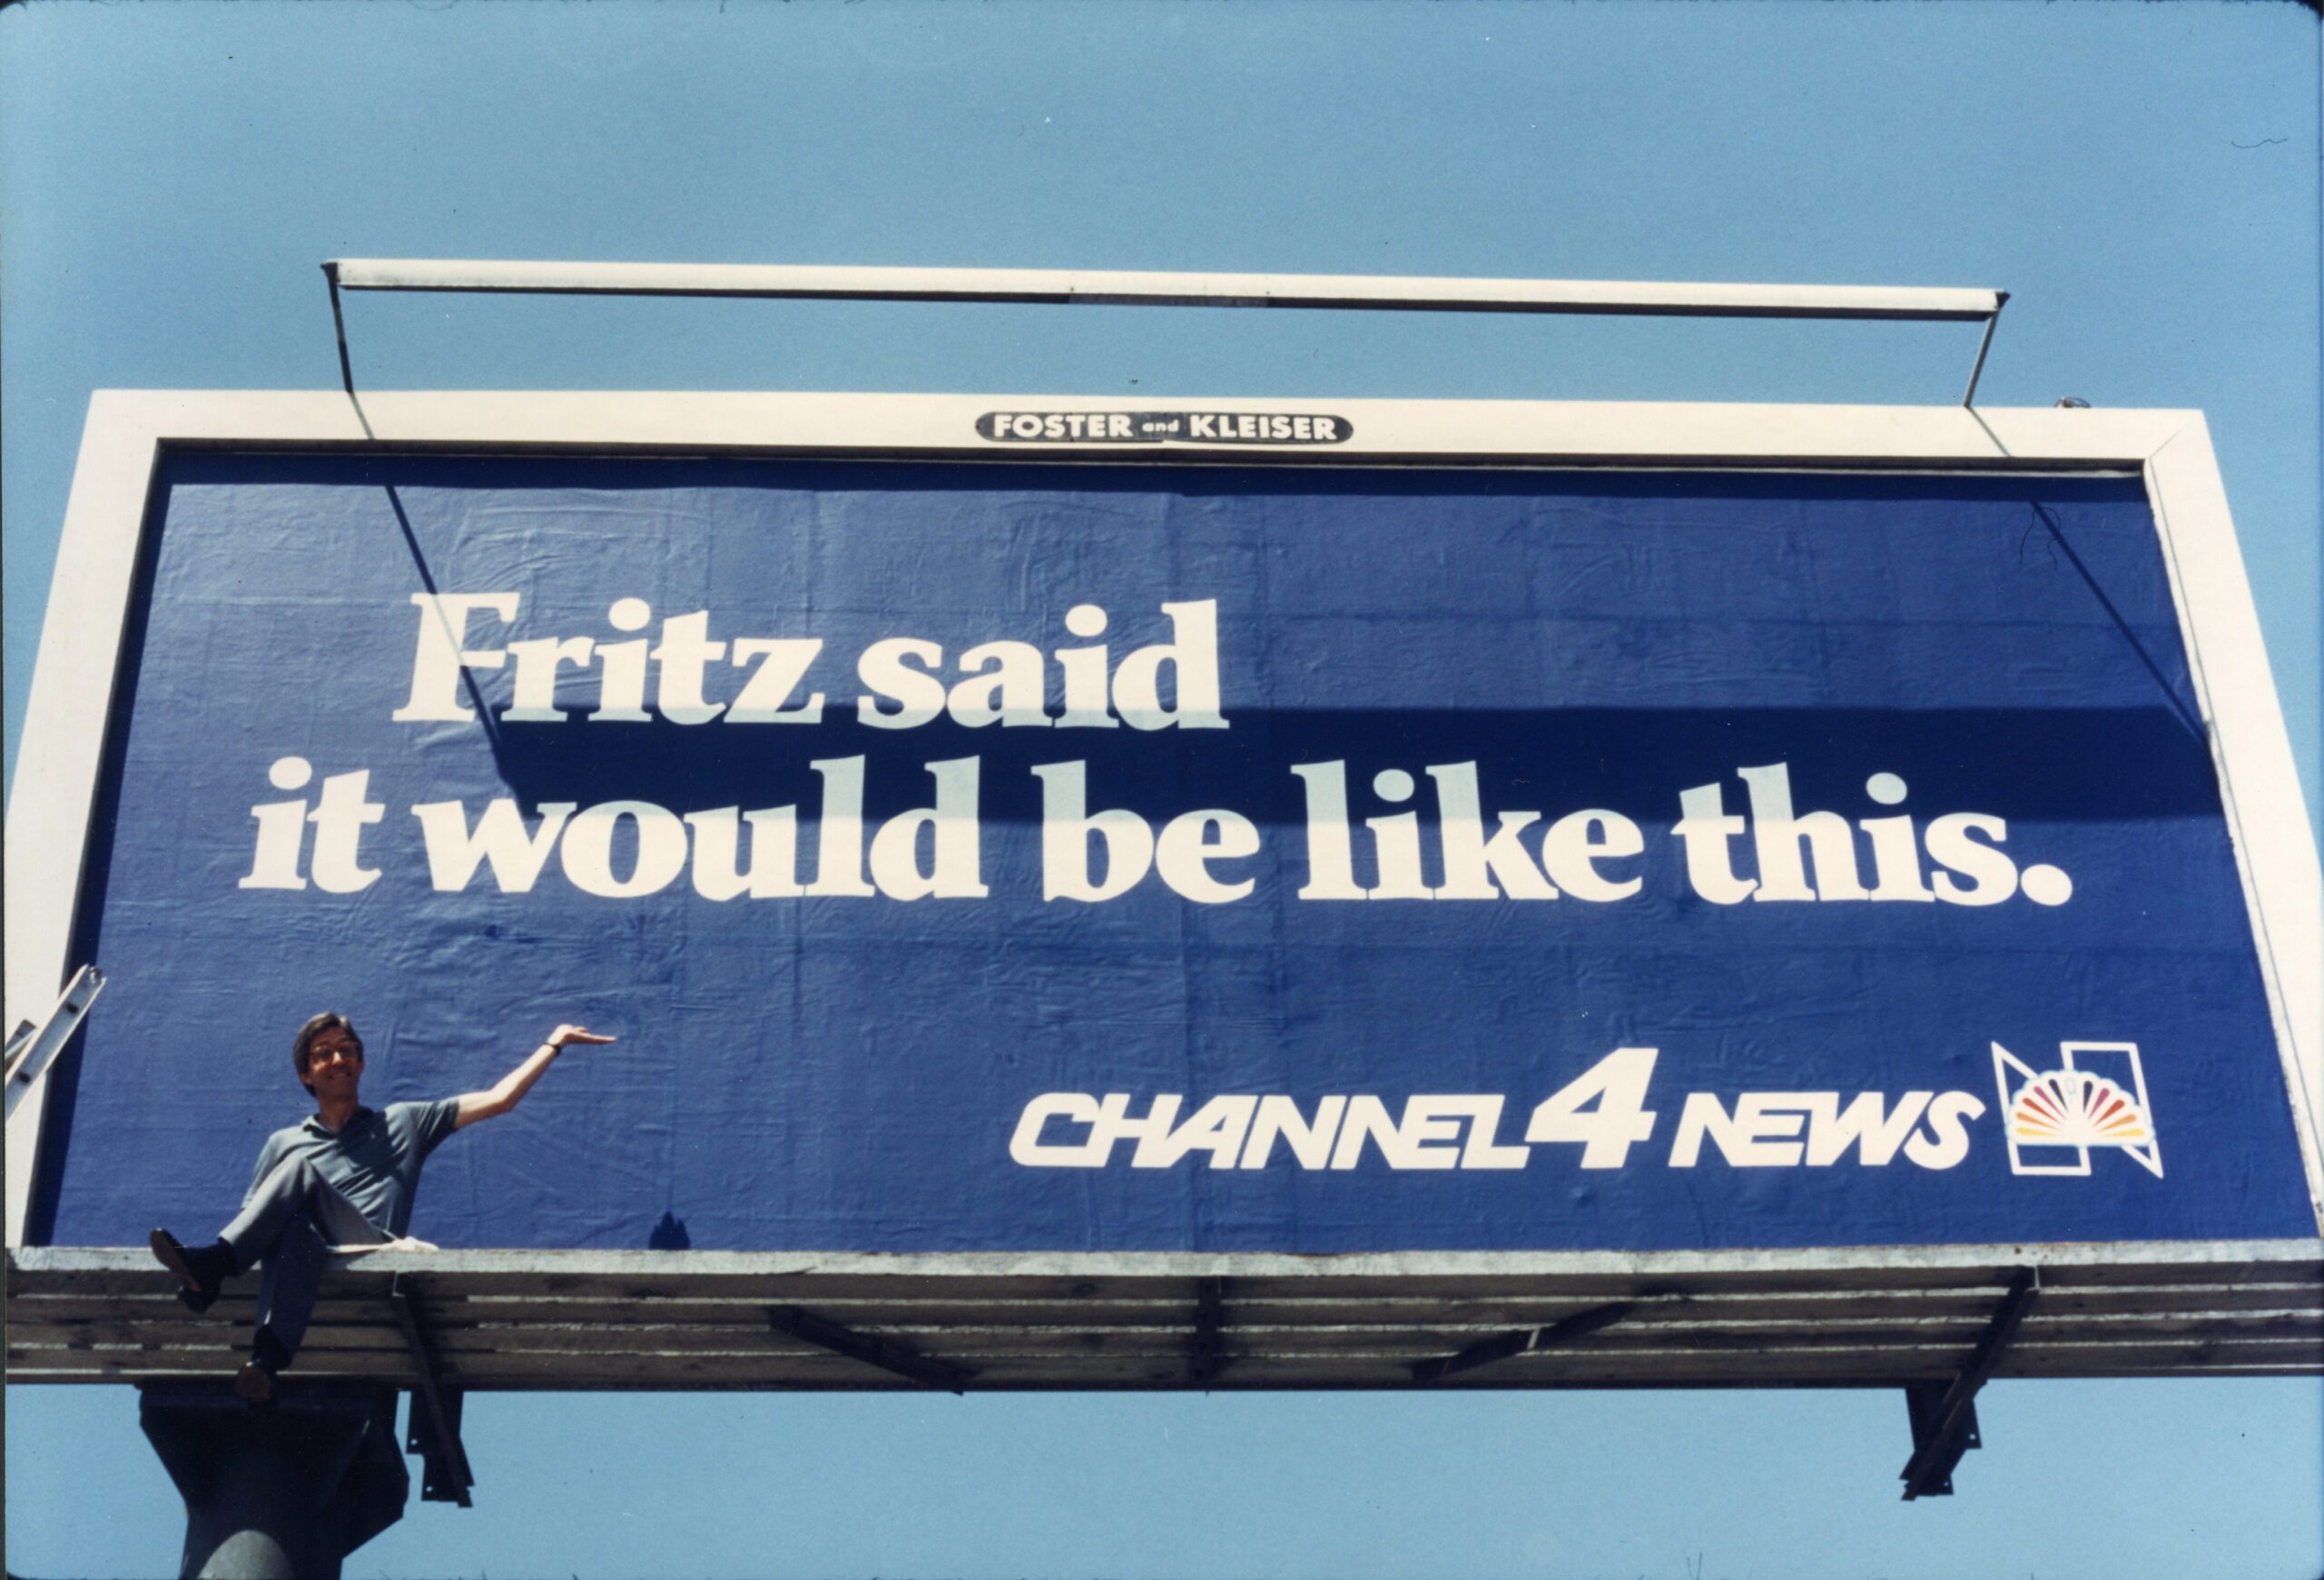 FOSTER and KLEISER
Fritz said
it would be like this.
CHANNEL 4 NEWS